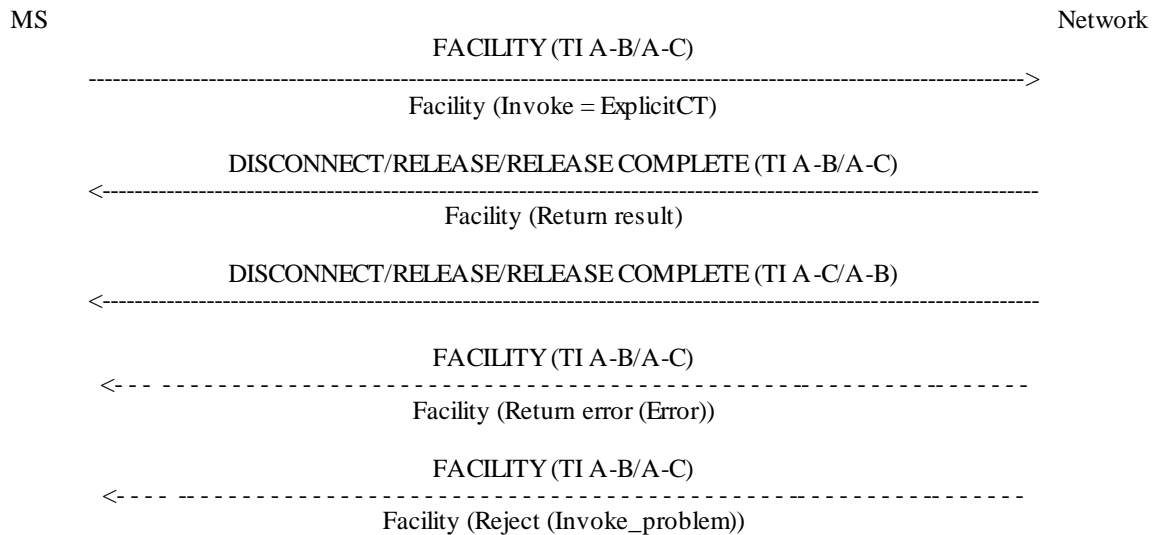 MS Network
FACILITY (TI A-B/A-C)
Facility (Invoke = ExplicitCT)
DISCONNECT/RELEASE/RELEASE COMPLETE (TI A-B/A-C)
Facility (Return result)
DISCONNECT/RELEASE/RELEASE COMPLETE (TI A-C/A-B)
FACILITY (TI A-B/A-C)
Facility (Return error (Error))
FACILITY (TI A-B/A-C)
Facility (Reject (Invoke_problem))